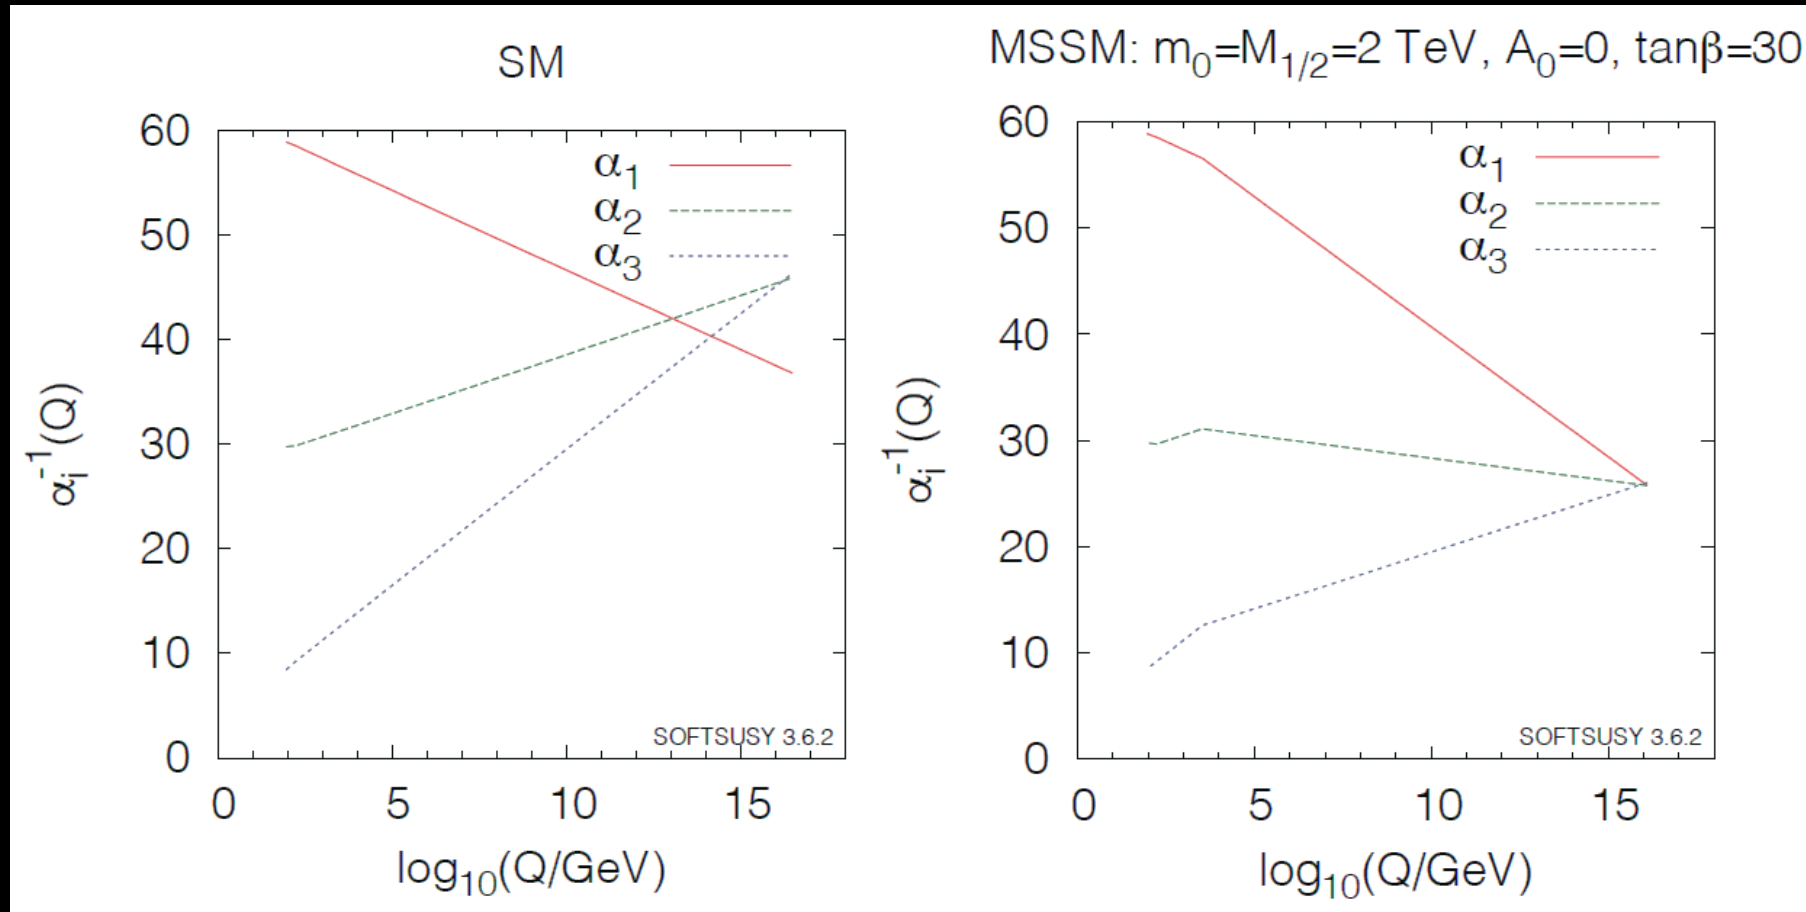 SM
60
50
40
30
20
10
0
0 5 10 15
α₁
α₂
α₃
αᵢ⁻¹(Q)
log₁₀(Q/GeV)
SOFTSUSY 3.6.2
MSSM: m₀=M₁/₂=2 TeV, A₀=0, tanβ=30
60
50
40
30
20
10
0
0 5 10 15
α₁
α₂
α₃
αᵢ⁻¹(Q)
log₁₀(Q/GeV)
SOFTSUSY 3.6.2